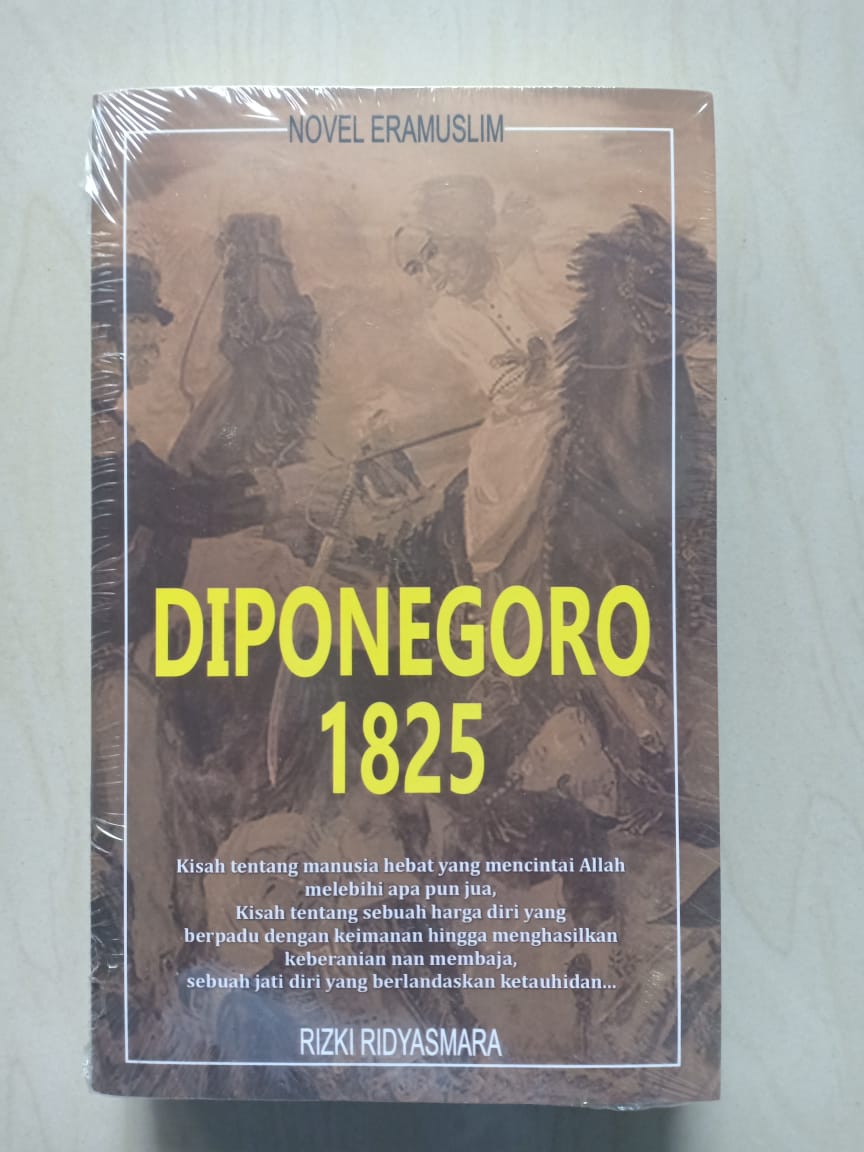 NOVEL ERAMUSLIM
DIPONEGORO
1825
Kisah tentang manusia hebat yang mencintai Allah
melebihi apa pun jua,
Kisah tentang sebuah harga diri yang
berpadu dengan keimanan hingga menghasilkan
keberanian nan membaja,
sebuah jati diri yang berlandaskan ketauhidan...
RIZKI RIDYASMARA